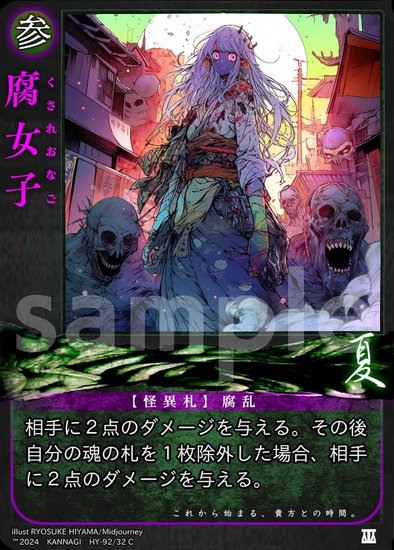 参
腐女子
くされおなご
sample
夏
【怪異札】腐乱
相手に２点のダメージを与える。その後
自分の魂の札を１枚除外した場合、相手
に２点のダメージを与える。
これから始まる、貴方との時間。
illust RYOSUKE HIYAMA/Midjourney
™2024 KANNAGI HY-92/32 C